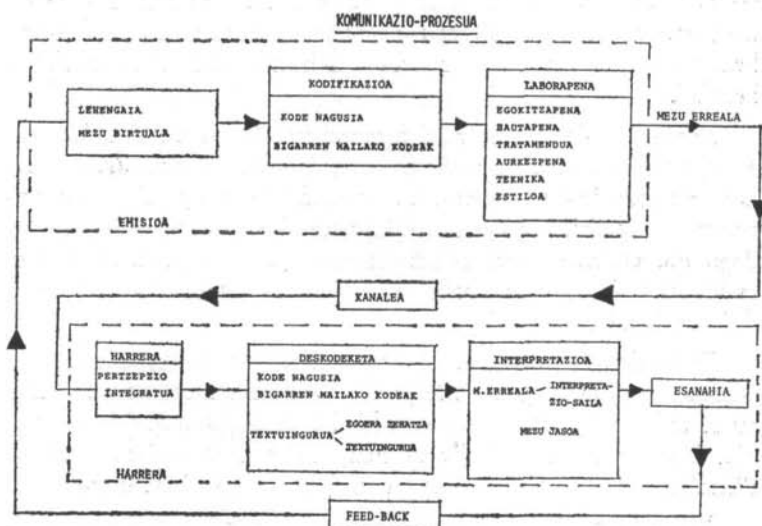 KOMUNIKAZIO-PROZESUA
LEHENGAIA
MEZU BIRTUALA
KODIFIKAZIOA
KODE NAGUSIA
BIGARREN MAILAKO KODEAK
LABORAPENA
EGOKITZAPENA
HAUTAPENA
TRATAMENDUA
AURKEZPENA
TEKNIKA
ESTILOA
MEZU ERREALA
EMISIOA
KANALEA
HARRERA
PERTZEPZIO
INTEGRATUA
DESKODEKETA
KODE NAGUSIA
BIGARREN MAILAKO KODEAK
TEXTUINGURUA
EGOERA ZEHATZA
TEXTUINGURUA
INTERPRETAZIOA
M.ERREALA
INTERPRETA-
ZIO-SAILA
MEZU JASOA
ESANAHIA
HARRERA
FEED-BACK